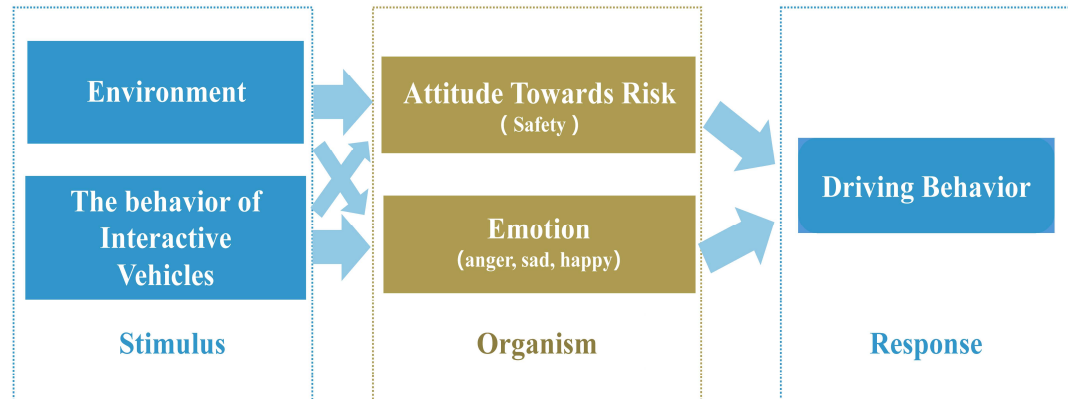 Environment
The behavior of
Interactive
Vehicles
Stimulus
Attitude Towards Risk
( Safety )
Emotion
(anger, sad, happy)
Organism
Driving Behavior
Response